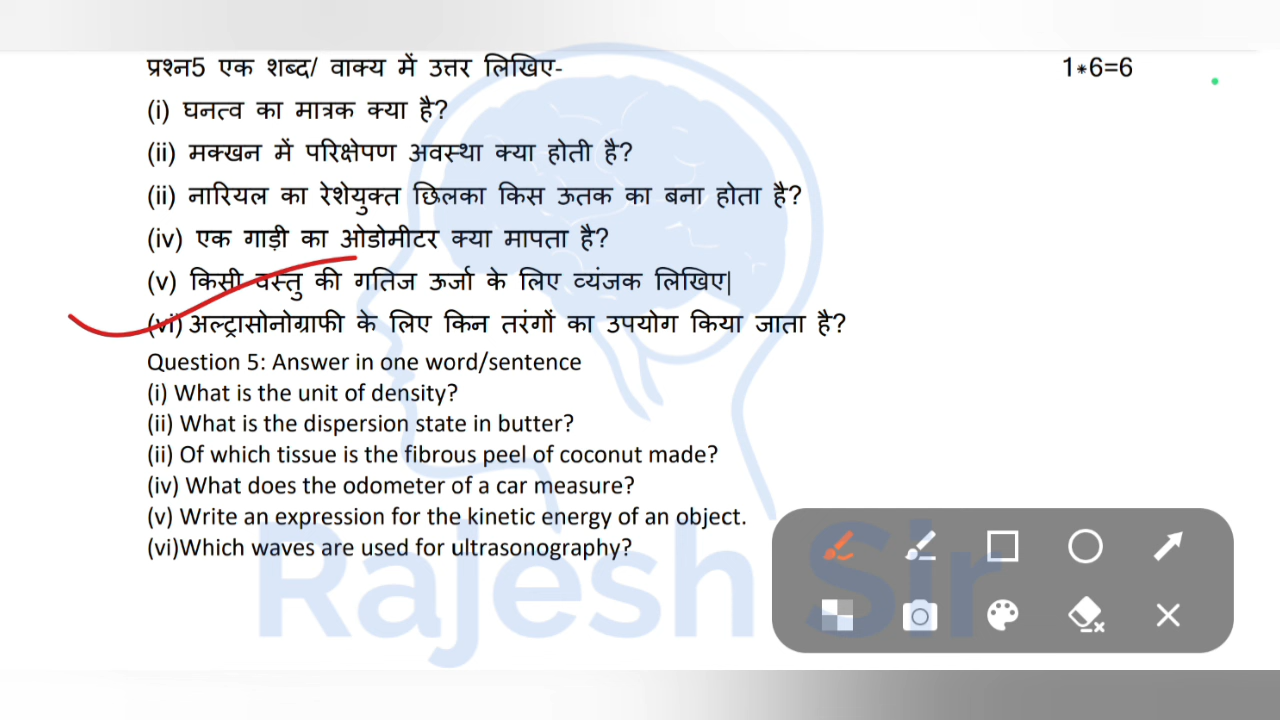 प्रश्न5 एक शब्द/ वाक्य में उत्तर लिखिए- 1*6=6
(i) घनत्व का मात्रक क्या है?
(ii) मक्खन में परिक्षेपण अवस्था क्या होती है?
(ii) नारियल का रेशेयुक्त छिलका किस ऊतक का बना होता है?
(iv) एक गाड़ी का ओडोमीटर क्या मापता है?
(v) किसी वस्तु की गतिज ऊर्जा के लिए व्यंजक लिखिए|
(vi) अल्ट्रासोनोग्राफी के लिए किन तरंगों का उपयोग किया जाता है?
Question 5: Answer in one word/sentence
(i) What is the unit of density?
(ii) What is the dispersion state in butter?
(ii) Of which tissue is the fibrous peel of coconut made?
(iv) What does the odometer of a car measure?
(v) Write an expression for the kinetic energy of an object.
(vi)Which waves are used for ultrasonography?
Rajesh Sir